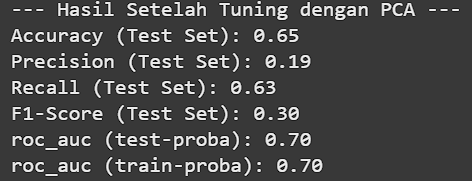 --- Hasil Setelah Tuning dengan PCA ---
Accuracy (Test Set): 0.65
Precision (Test Set): 0.19
Recall (Test Set): 0.63
F1-Score (Test Set): 0.30
roc_auc (test-proba): 0.70
roc_auc (train-proba): 0.70